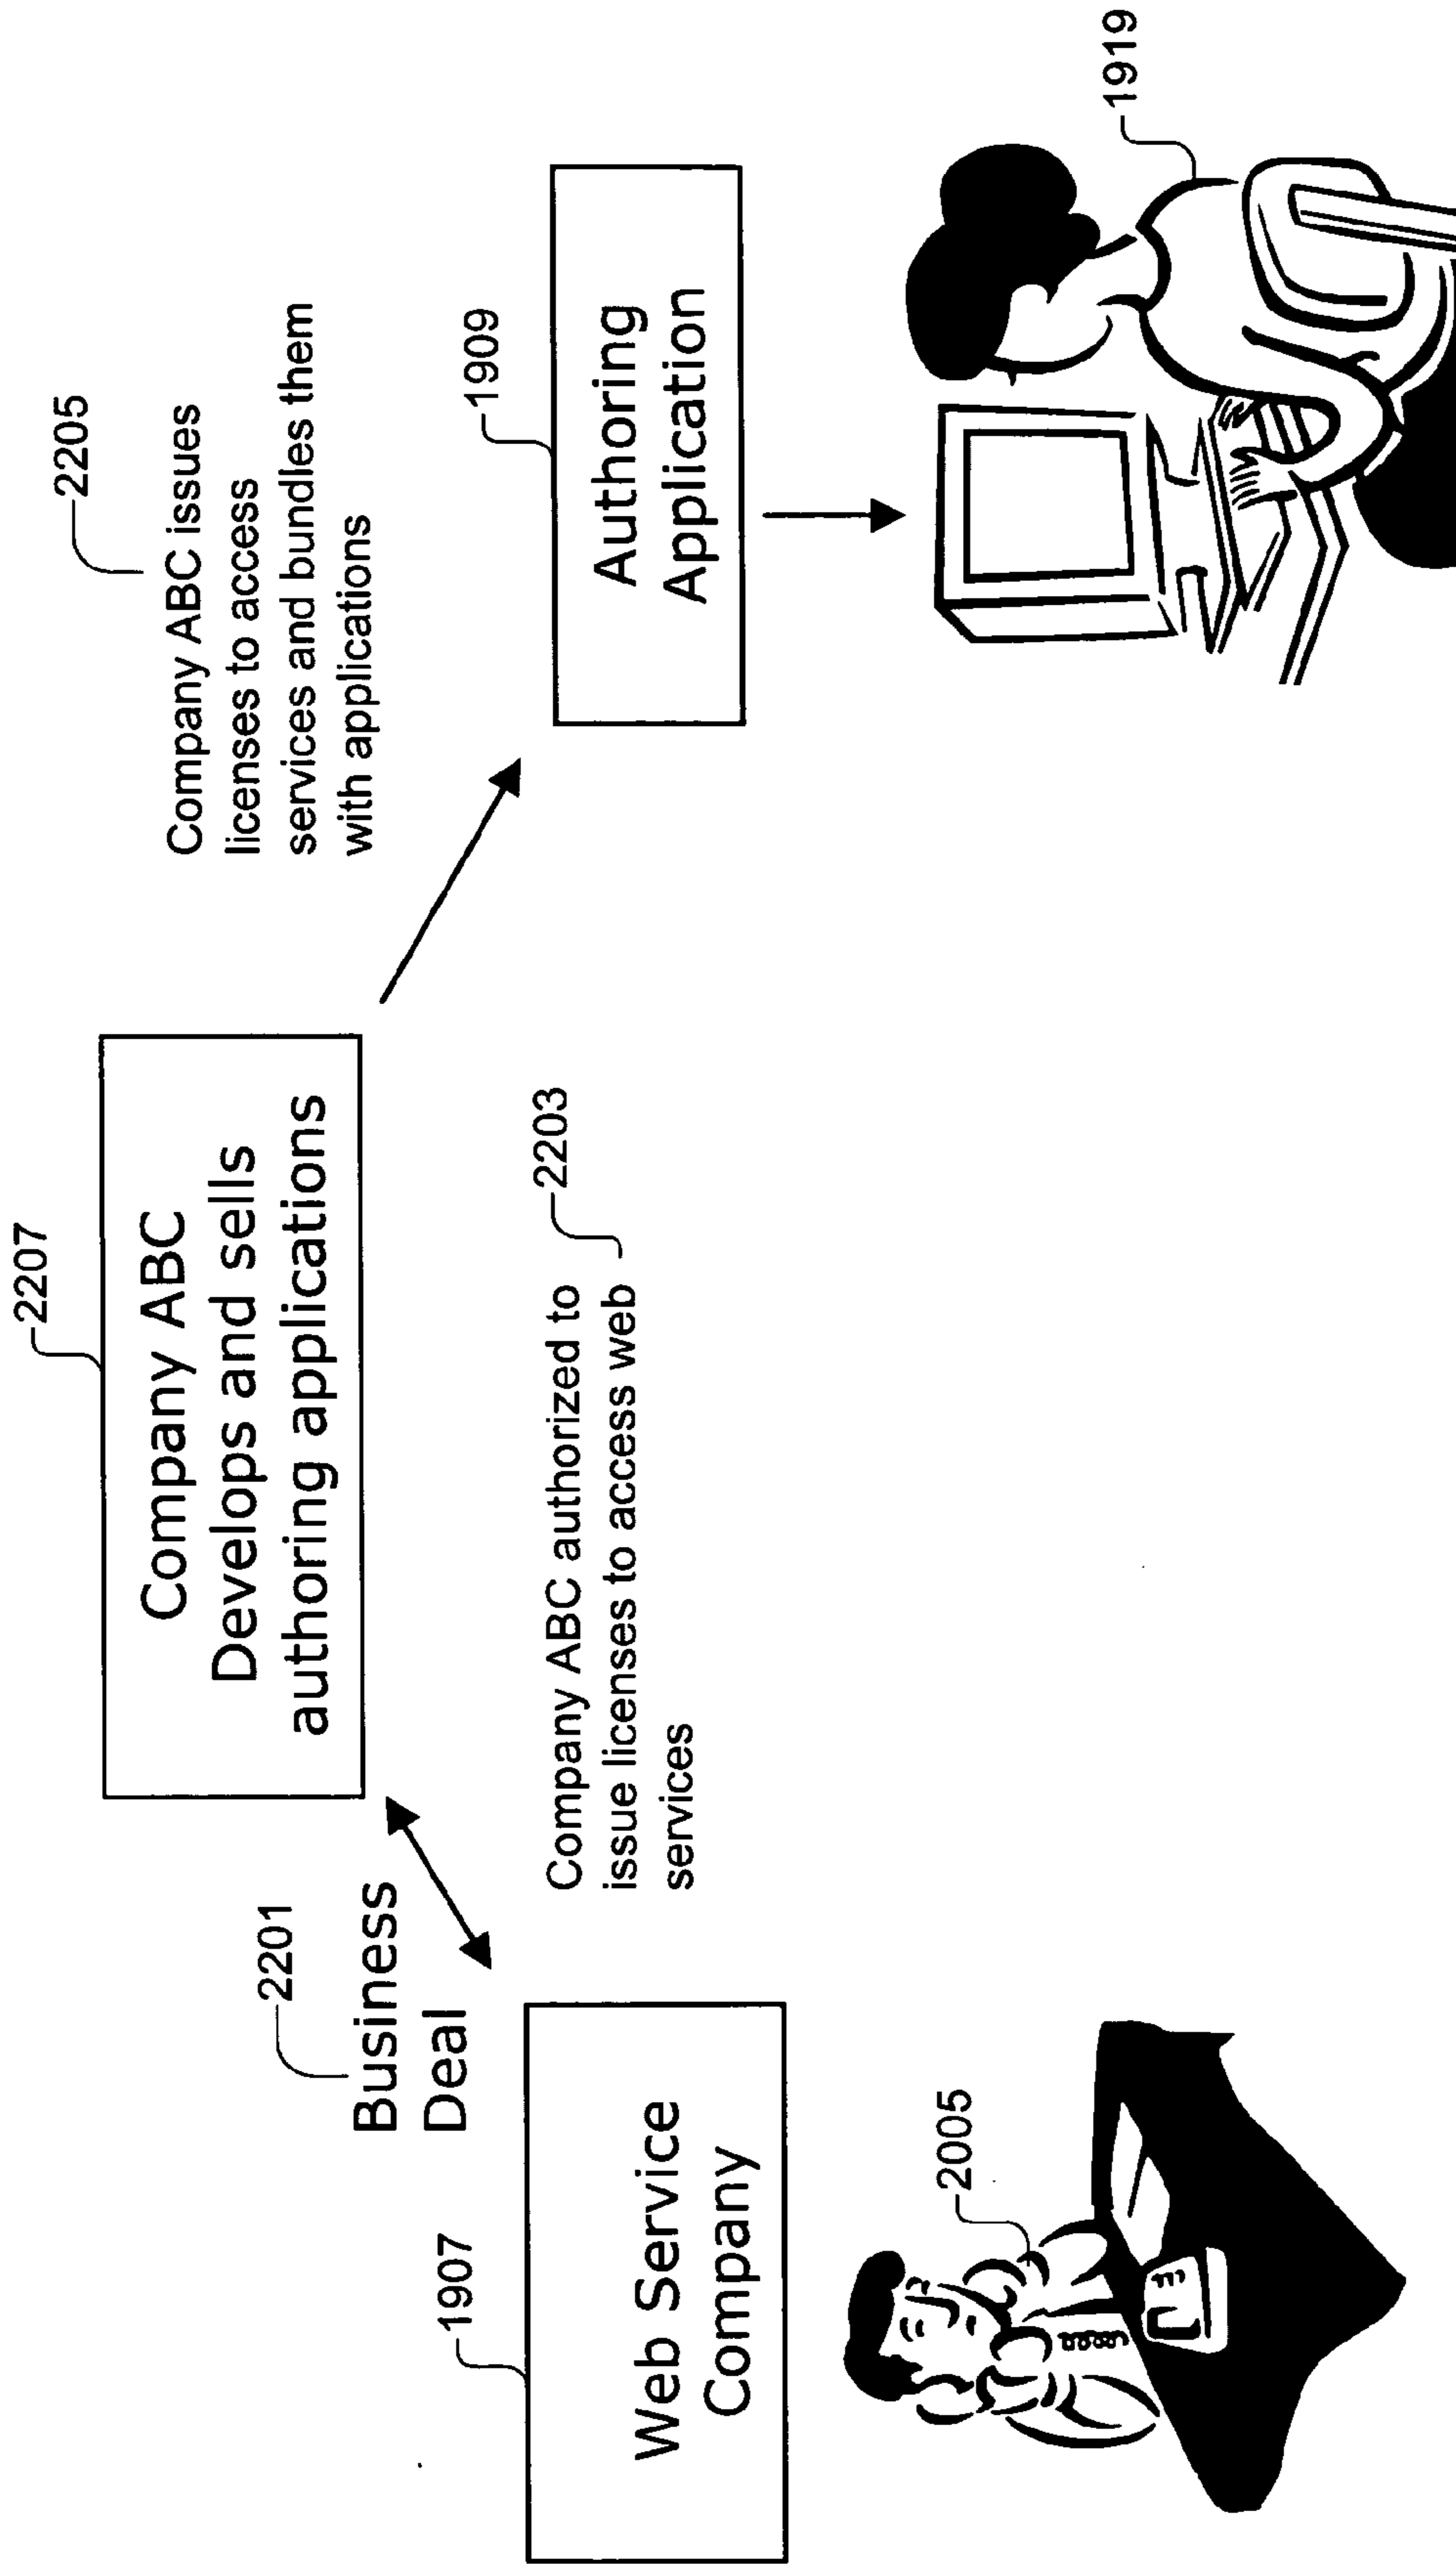 2207
Company ABC
Develops and sells
authoring applications
2205
Company ABC issues
licenses to access
services and bundles them
with applications
2201
Business
Deal
1907
Web Service
Company
2203
Company ABC authorized to
issue licenses to access web
services
1909
Authoring
Application
2005
1919